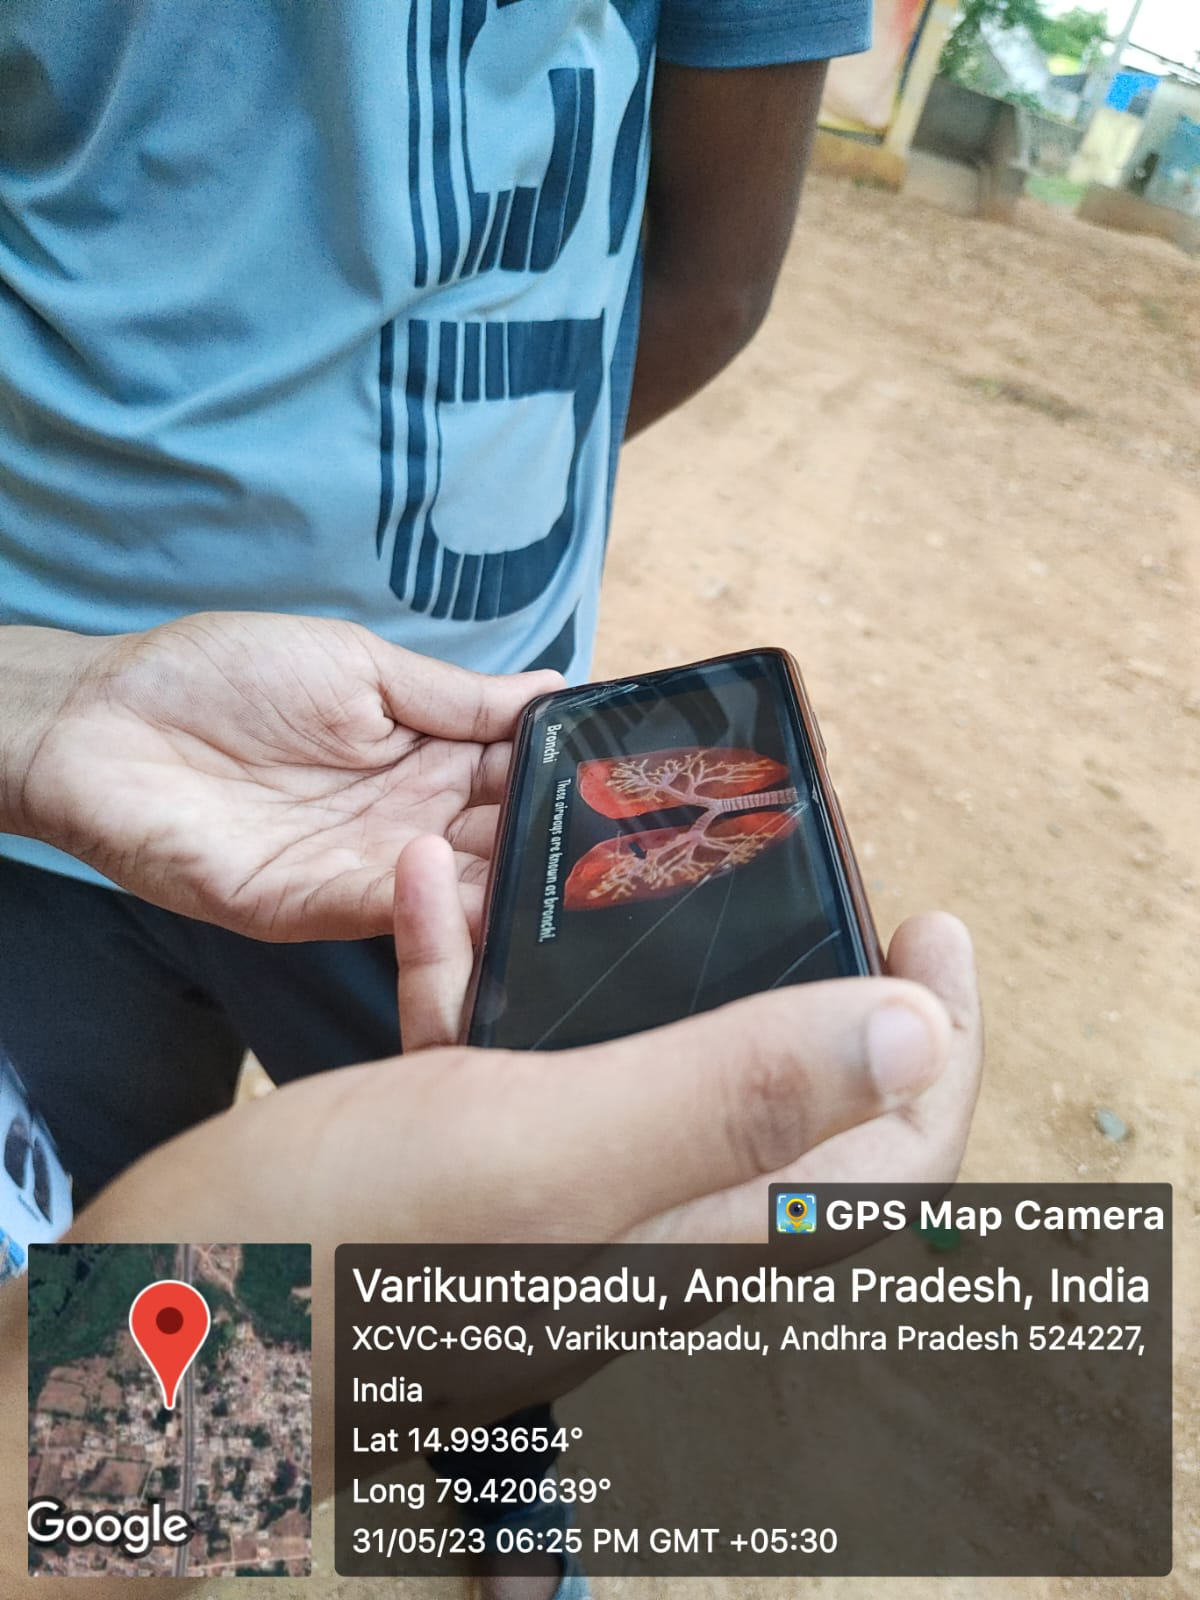 Bronchi
These airways are known as bronchi.
GPS Map Camera
Varikuntapadu, Andhra Pradesh, India
XCVC+G6Q, Varikuntapadu, Andhra Pradesh 524227,
India
Lat 14.993654°
Long 79.420639°
31/05/23 06:25 PM GMT +05:30
Google